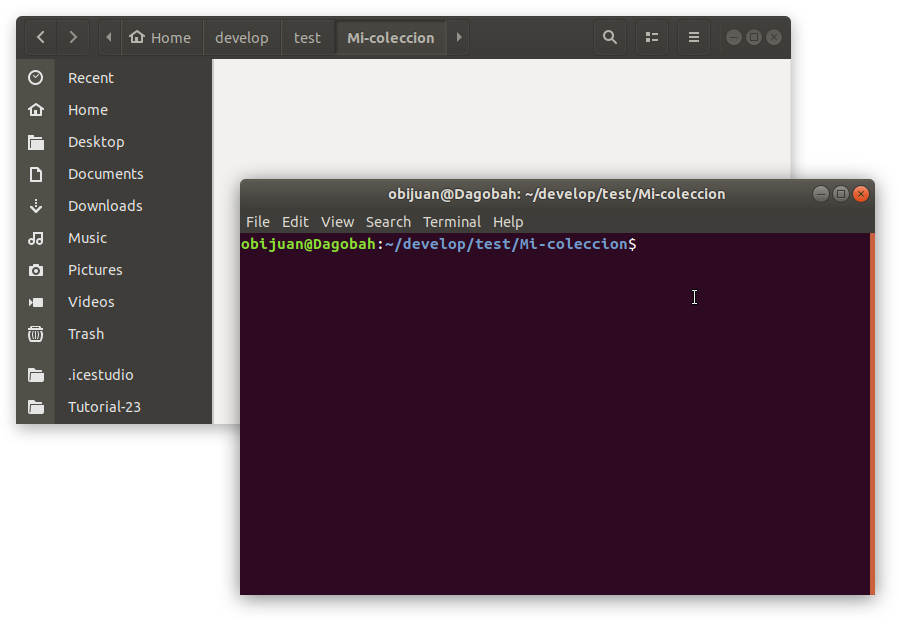 Home develop test Mi-coleccion
Recent
Home
Desktop
Documents
Downloads
Music
Pictures
Videos
Trash
.icestudio
Tutorial-23
obijuan@Dagobah: ~/develop/test/Mi-coleccion
File Edit View Search Terminal Help
obijuan@Dagobah:~/develop/test/Mi-coleccion$